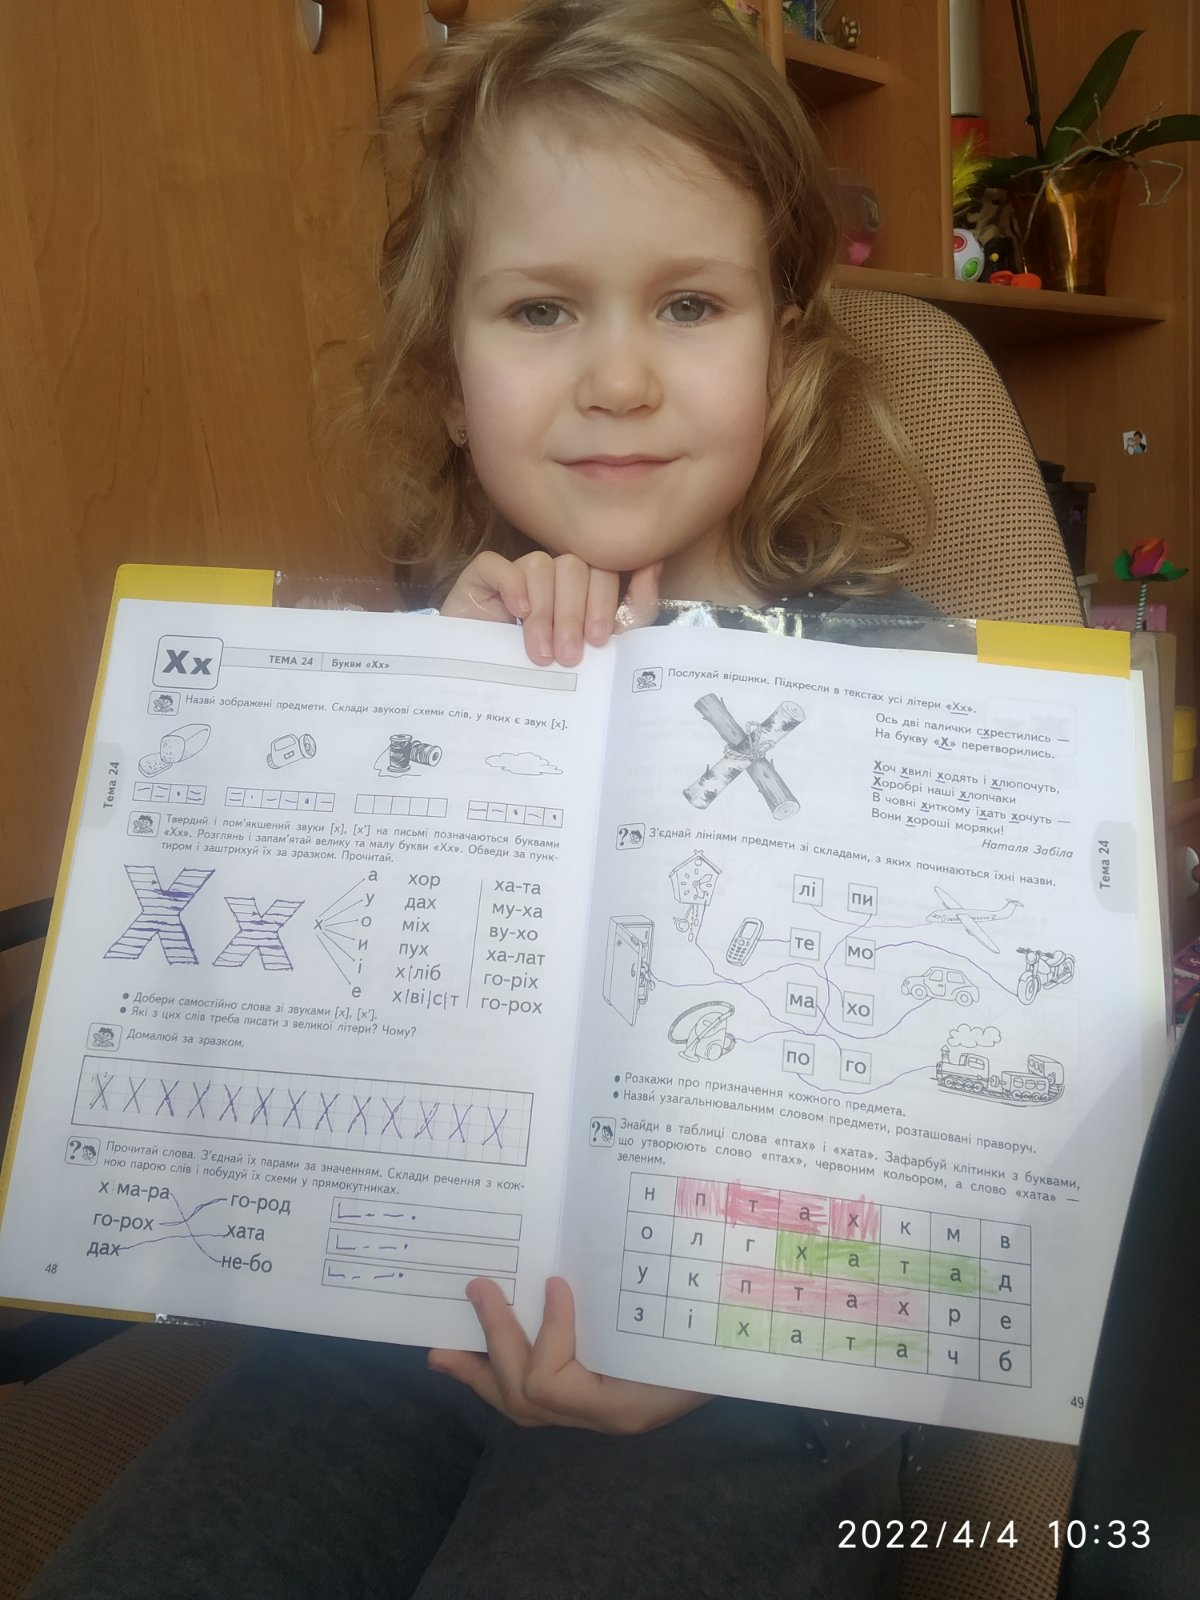 Хх
ТЕМА 24 Букви «Хх»
Назви́ зображені предмети. Склади звукові схеми слів, у яких є звук [х].
Тема 24
Твердий і пом’якшений звуки [х], [х’] на письмі позначаються буквами
«Хх». Розглянь і запам’ятай велику та малу букви «Хх». Обведи за пунк-
тиром і заштрихуй їх за зразком. Прочитай.
Х х
х
а
у
о
и
і
е
хор
дах
міх
пух
х|ліб
х|ві|с|т
ха-та
му-ха
ву-хо
ха-лат
го-ріх
го-рох
• Добери самостійно слова зі звуками [х], [х’].
• Які з цих слів треба писати з великої літери? Чому?
Домалюй за зразком.
Х Х Х Х Х Х Х Х Х Х Х Х Х
Прочитай слова. З’єднай їх парами за значенням. Склади речення з кож-
ною парою слів і побудуй їх схеми у прямокутниках.
х ма-ра го-род
го-рох хата
дах не-бо
48
Послухай віршики. Підкресли в текстах усі літери «Хх».
Ось дві палички схрестились —
На букву «Х» перетворились.
Хоч хвилі ходять і хлюпочуть,
Хоробрі наші хлопчаки
В човні хиткому їхать хочуть —
Вони хороші моряки!
Наталя Забіла
Тема 24
З’єднай лініями предмети зі складами, з яких починаються їхні назви.
лі пи
те мо
ма хо
по го
• Розкажи про призначення кожного предмета.
• Назви́ узагальнювальним словом предмети, розташовані праворуч.
Знайди в таблиці слова «птах» і «хата». Зафарбуй клітинки з буквами,
що утворюють слово «птах», червоним кольором, а слово «хата» —
зеленим.
н п т а х к м в
о л г х а т а д
у к п т а х р е
з і х а т а ч б
49
2022/4/4 10:33